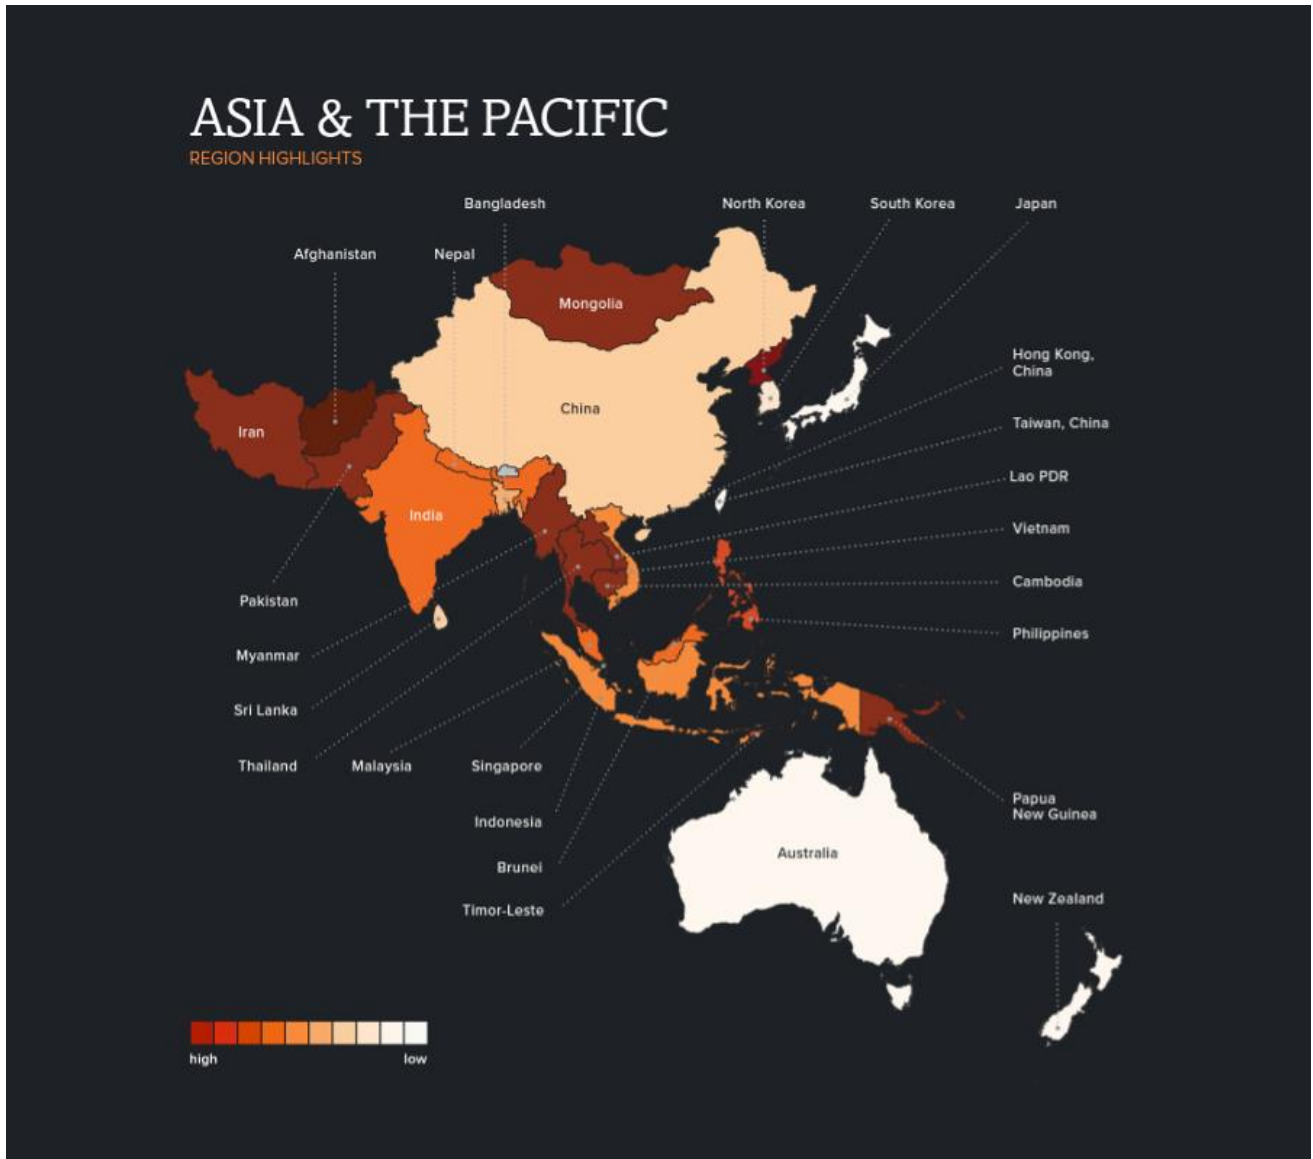 ASIA & THE PACIFIC
REGION HIGHLIGHTS
Bangladesh
North Korea
South Korea
Japan
Afghanistan
Nepal
Mongolia
Hong Kong,
China
China
Taiwan, China
Iran
Lao PDR
India
Vietnam
Cambodia
Pakistan
Philippines
Myanmar
Sri Lanka
Thailand
Malaysia
Singapore
Papua
New Guinea
Indonesia
Australia
Brunei
New Zealand
Timor-Leste
high
low